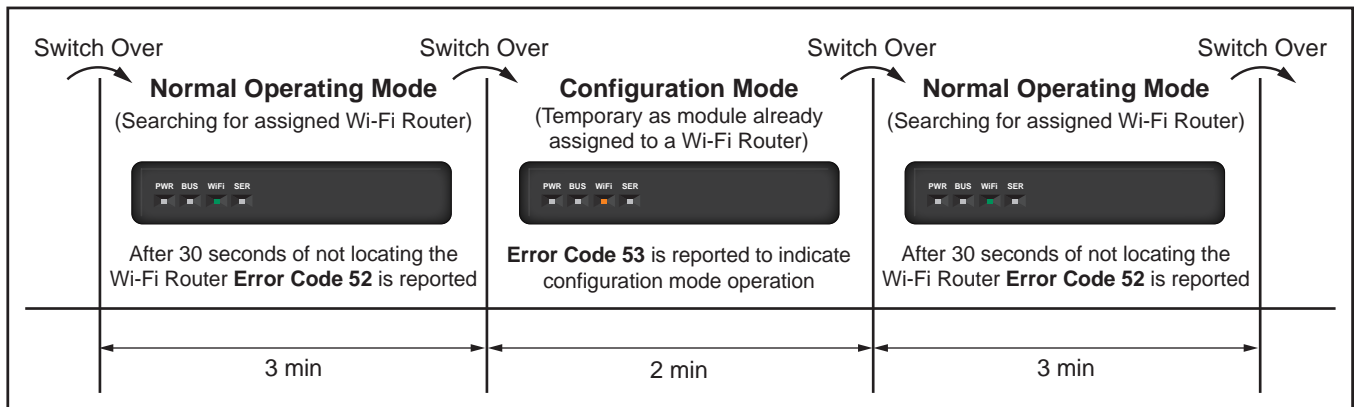 Switch Over
Switch Over
Switch Over
Switch Over
Normal Operating Mode
(Searching for assigned Wi-Fi Router)
PWR BUS WiFi SER
After 30 seconds of not locating the
Wi-Fi Router Error Code 52 is reported
Configuration Mode
(Temporary as module already
assigned to a Wi-Fi Router)
PWR BUS WiFi SER
Error Code 53 is reported to indicate
configuration mode operation
Normal Operating Mode
(Searching for assigned Wi-Fi Router)
PWR BUS WiFi SER
After 30 seconds of not locating the
Wi-Fi Router Error Code 52 is reported
3 min
2 min
3 min